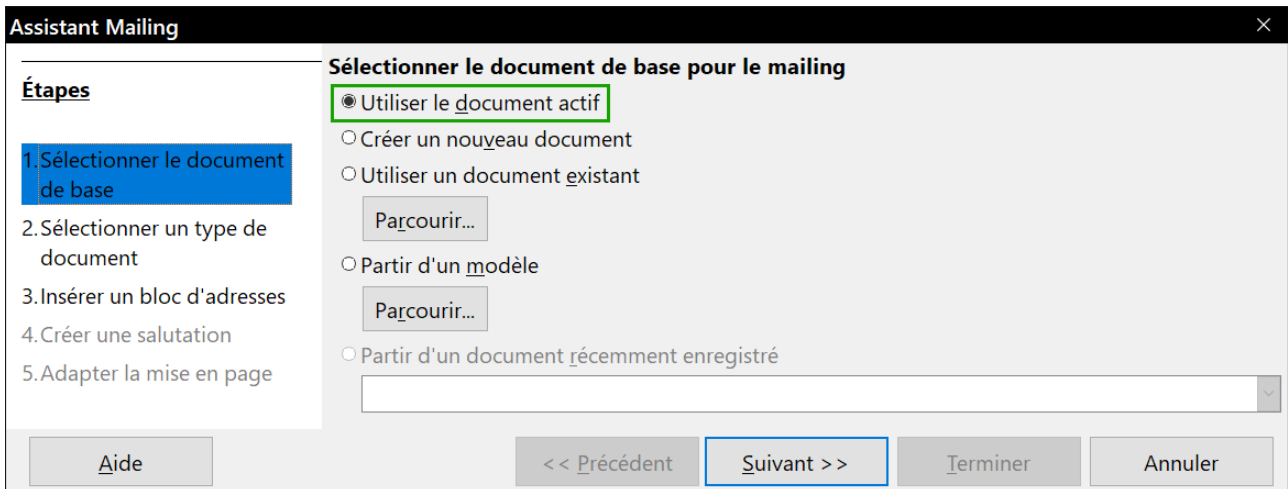 Assistant Mailing
Étapes
1.Sélectionner le document
de base
2.Sélectionner un type de
document
3.Insérer un bloc d'adresses
4.Créer une salutation
5.Adapter la mise en page
Sélectionner le document de base pour le mailing
Utiliser le document actif
Créer un nouveau document
Utiliser un document existant
Parcourir...
Partir d'un modèle
Parcourir...
Partir d'un document récemment enregistré
Aide
<< Précédent
Suivant >>
Terminer
Annuler